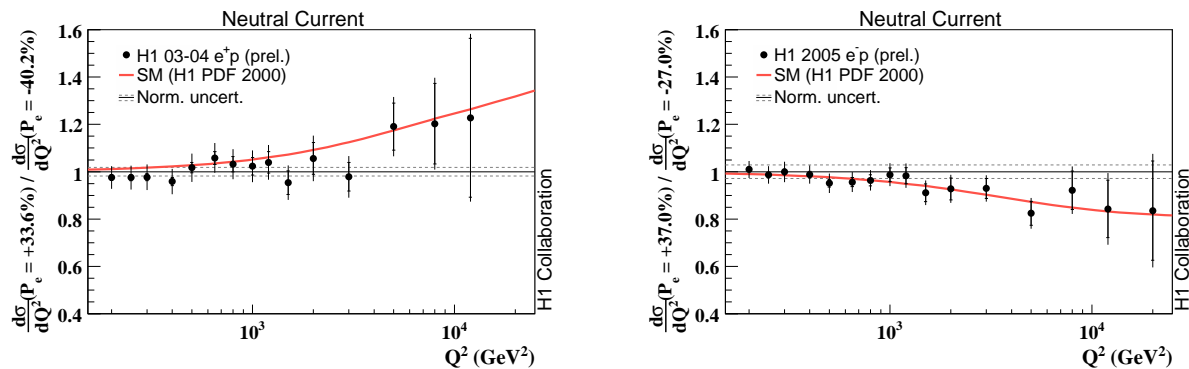 Neutral Current
dσ/dQ²(Pₑ = +33.6%) / dσ/dQ²(Pₑ = -40.2%)
1.6
1.4
1.2
1
0.8
0.6
0.4
H1 03-04 e⁺p (prel.)
SM (H1 PDF 2000)
Norm. uncert.
H1 Collaboration
10³
10⁴
Q² (GeV²)
Neutral Current
dσ/dQ²(Pₑ = +37.0%) / dσ/dQ²(Pₑ = -27.0%)
1.6
1.4
1.2
1
0.8
0.6
0.4
H1 2005 e⁻p (prel.)
SM (H1 PDF 2000)
Norm. uncert.
H1 Collaboration
10³
10⁴
Q² (GeV²)